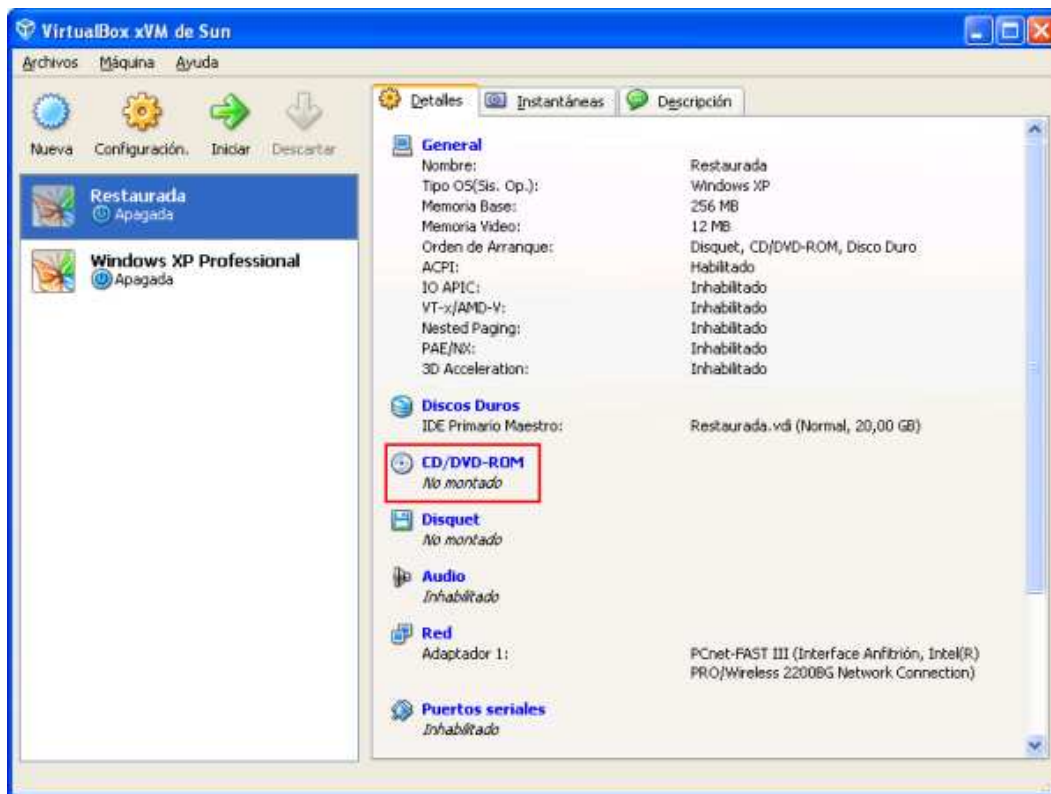 VirtualBox xVM de Sun
Archivos Máquina Ayuda
Nueva Configuración. Iniciar Descartar
Restaurada
Apagada
Windows XP Professional
Apagada
Detalles Instantáneas Descripción
General
Nombre: Restaurada
Tipo OS(Sis. Op.): Windows XP
Memoria Base: 256 MB
Memoria Video: 12 MB
Orden de Arranque: Disquet, CD/DVD-ROM, Disco Duro
ACPI: Habilitado
IO APIC: Inhabilitado
VT-x/AMD-V: Inhabilitado
Nested Paging: Inhabilitado
PAE/NX: Inhabilitado
3D Acceleration: Inhabilitado
Discos Duros
IDE Primario Maestro: Restaurada.vdi (Normal, 20,00 GB)
CD/DVD-ROM
No montado
Disquet
No montado
Audio
Inhabilitado
Red
Adaptador 1: PCnet-FAST III (Interface Anfitrión, Intel(R)
PRO/Wireless 2200BG Network Connection)
Puertos seriales
Inhabilitado